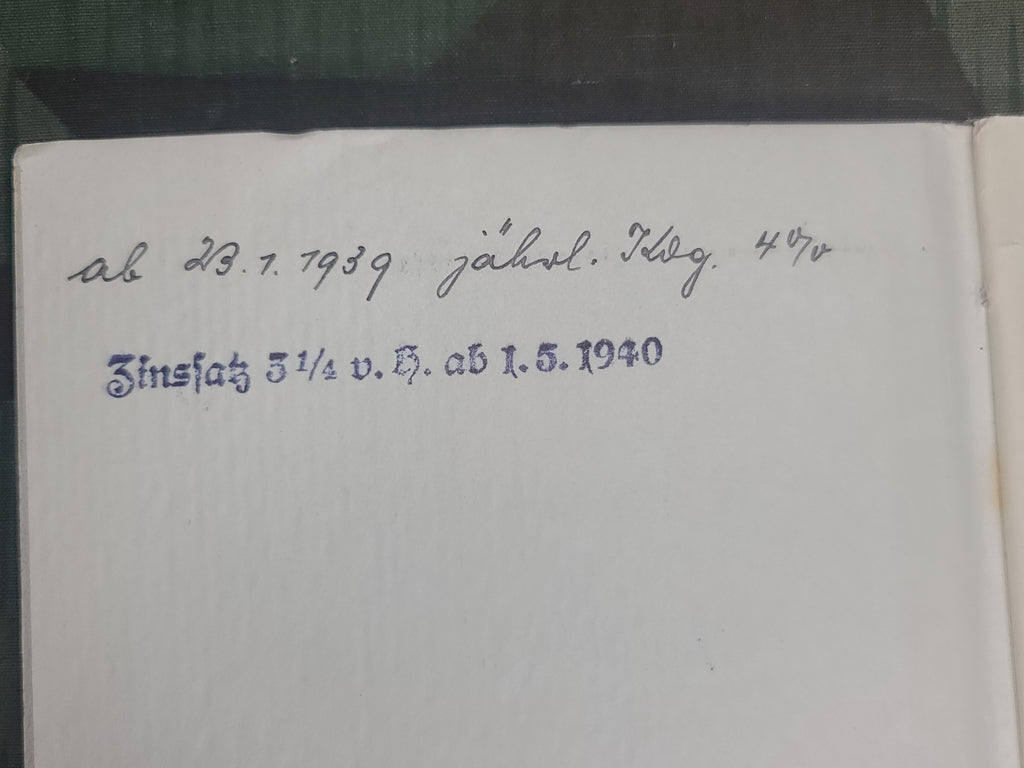 ab 23.1.1939 jährl. Kdg. 4%
Zinssatz 3 1/4 v. H. ab 1.5.1940